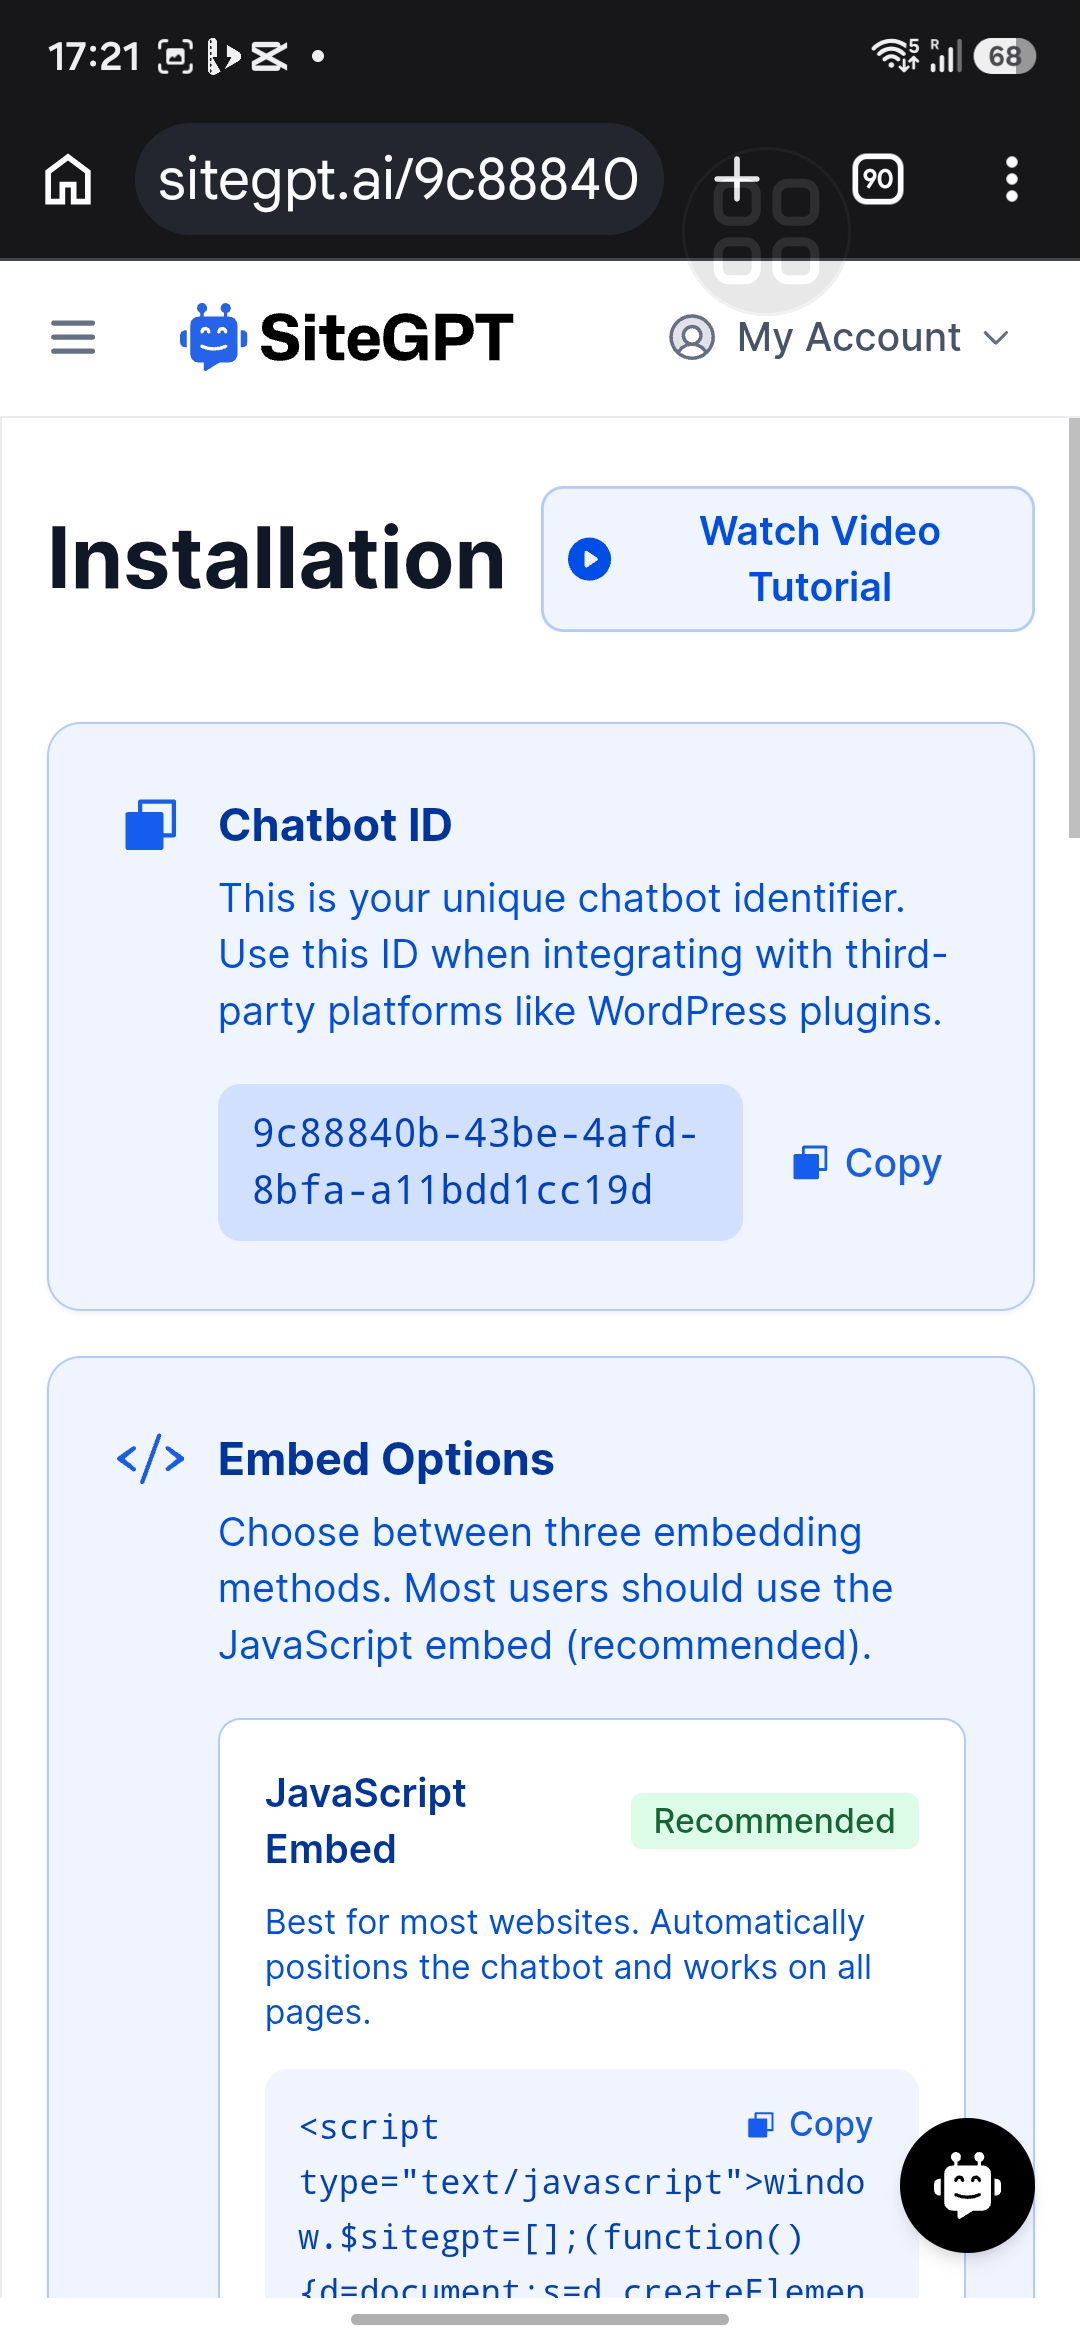 17:21
5
R
68
sitegpt.ai/9c88840
90
SiteGPT
My Account
Installation
Watch Video
Tutorial
Chatbot ID
This is your unique chatbot identifier.
Use this ID when integrating with third-
party platforms like WordPress plugins.
9c88840b-43be-4afd-
8bfa-a11bdd1cc19d
Copy
</>
Embed Options
Choose between three embedding
methods. Most users should use the
JavaScript embed (recommended).
JavaScript
Embed
Recommended
Best for most websites. Automatically
positions the chatbot and works on all
pages.
<script
Copy
type="text/javascript">windo
w.$sitegpt=[];(function()
{d=document;s=d.createElemen